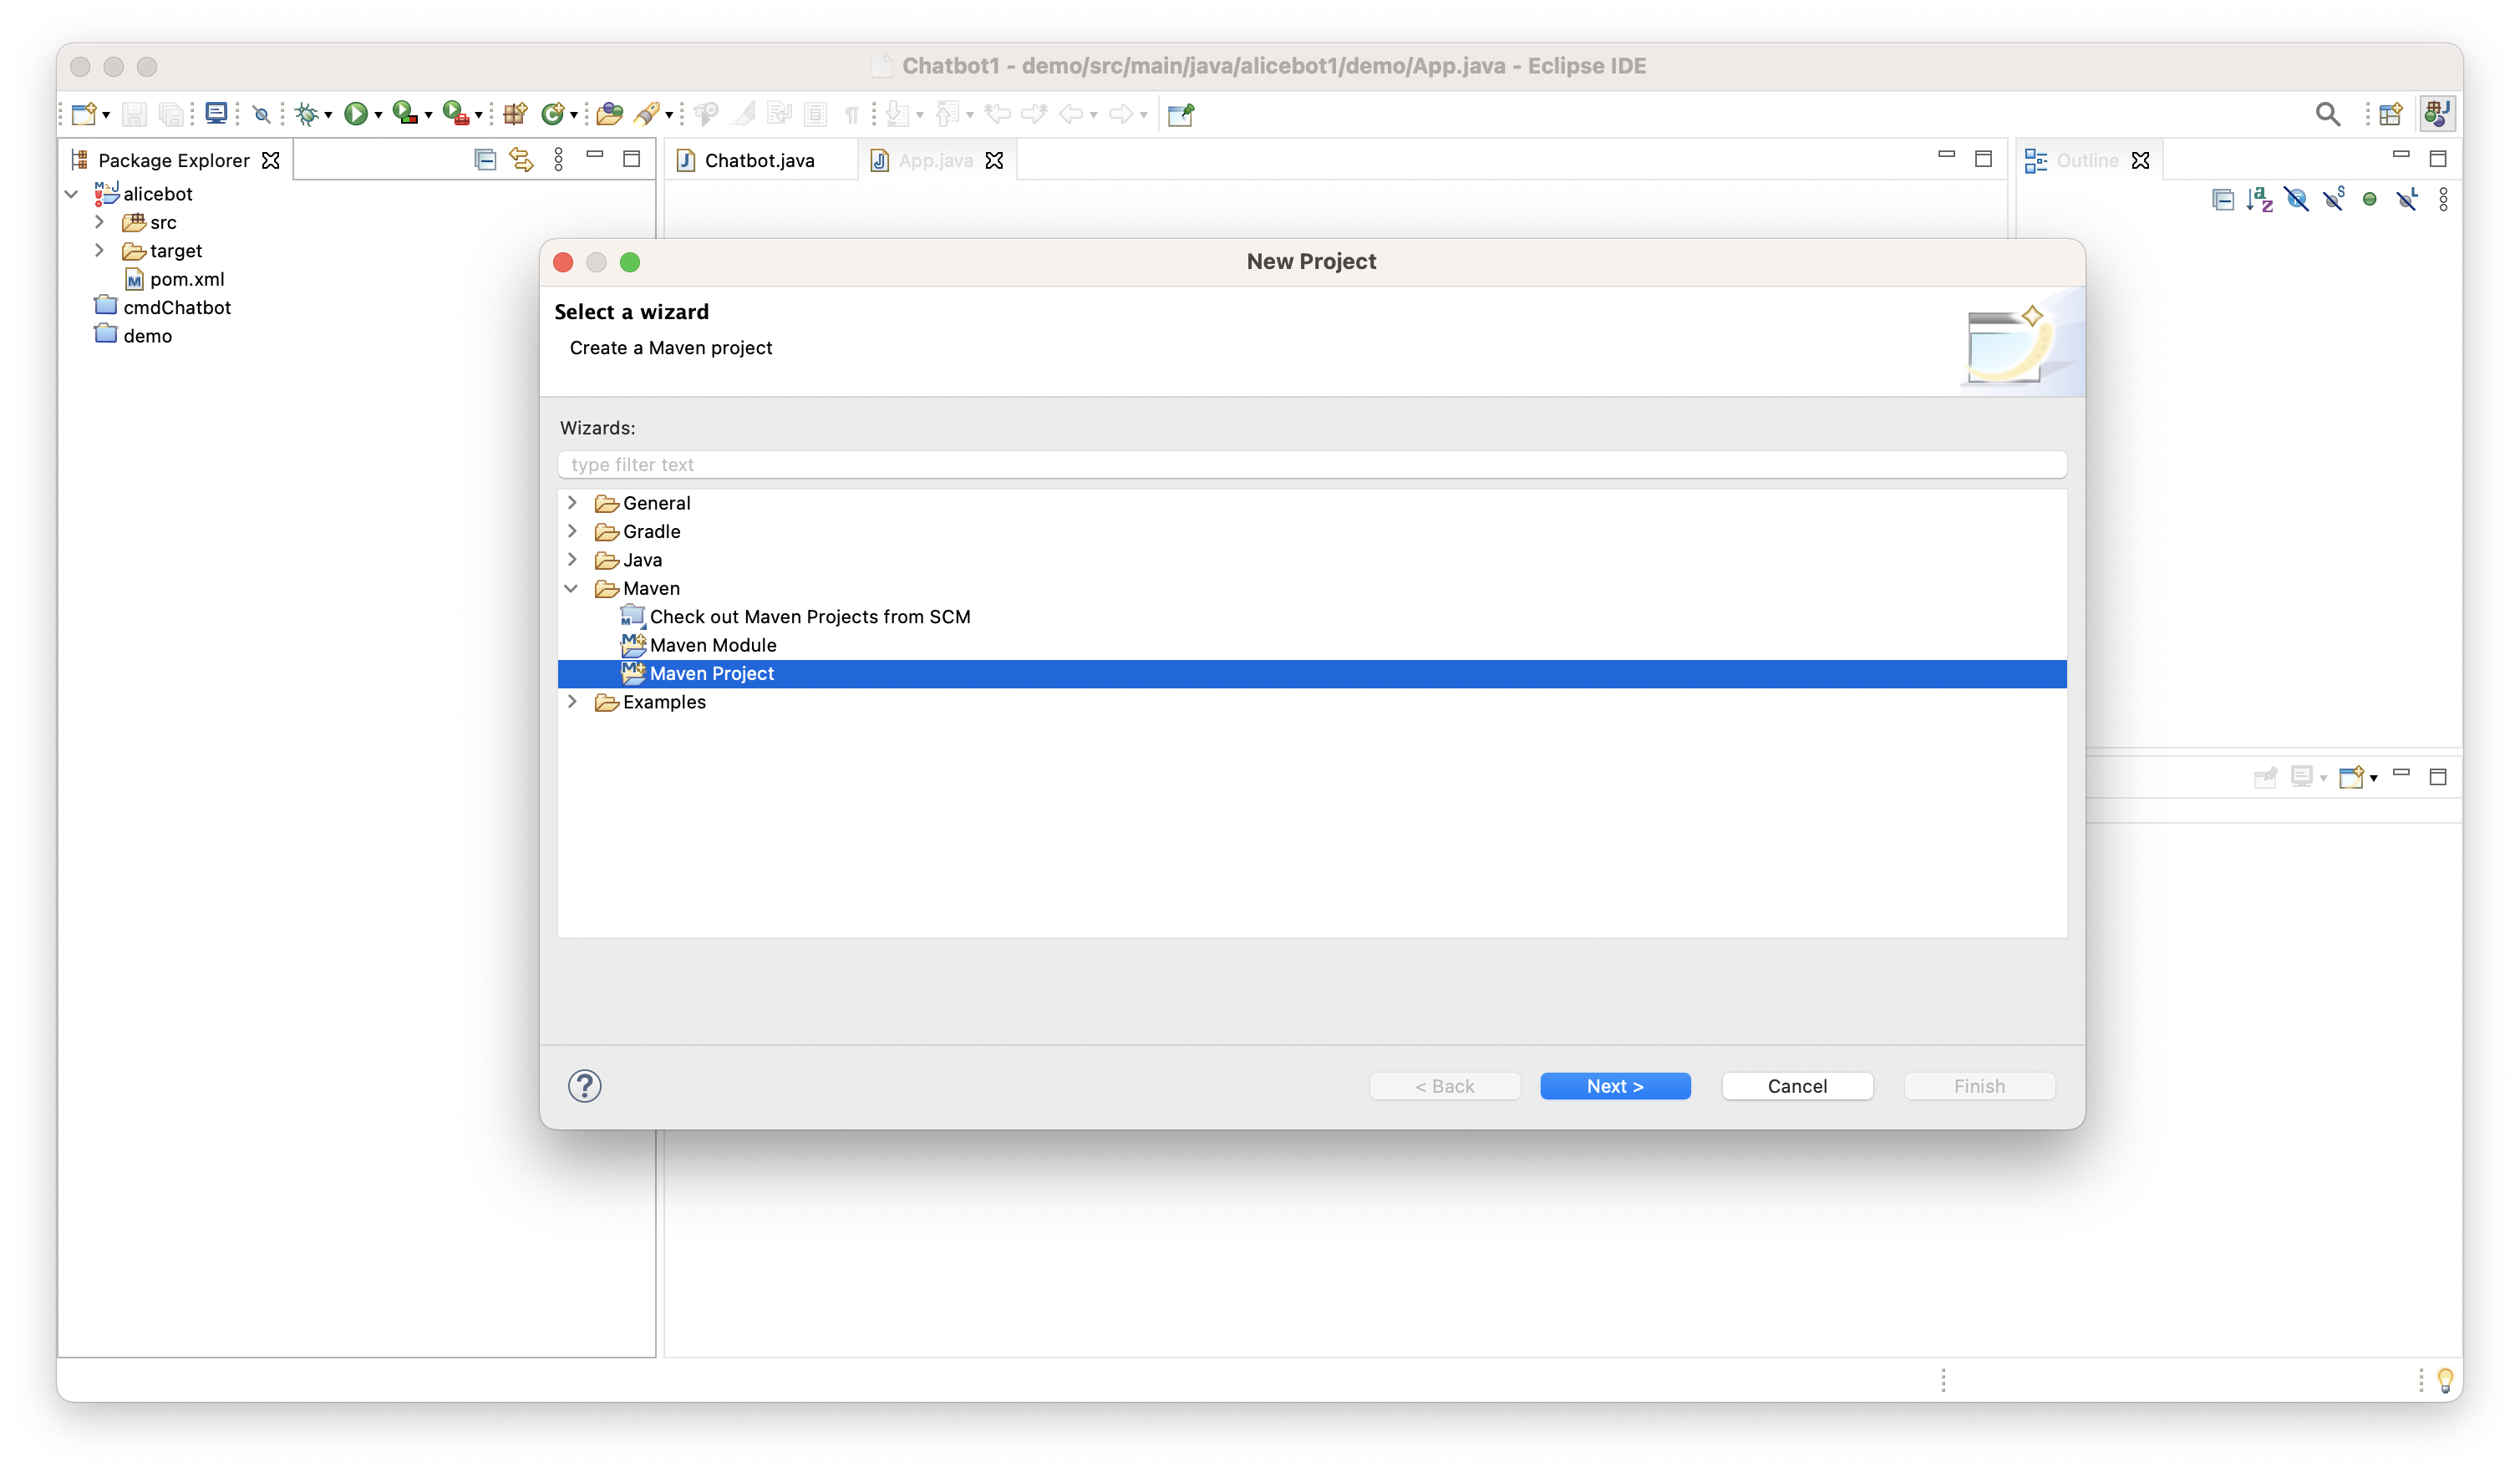 Chatbot1 - demo/src/main/java/alicebot1/demo/App.java - Eclipse IDE
Package Explorer
Chatbot.java
App.java
Outline
alicebot
src
target
pom.xml
cmdChatbot
demo
New Project
Select a wizard
Create a Maven project
Wizards:
type filter text
General
Gradle
Java
Maven
Check out Maven Projects from SCM
Maven Module
Maven Project
Examples
< Back
Next >
Cancel
Finish